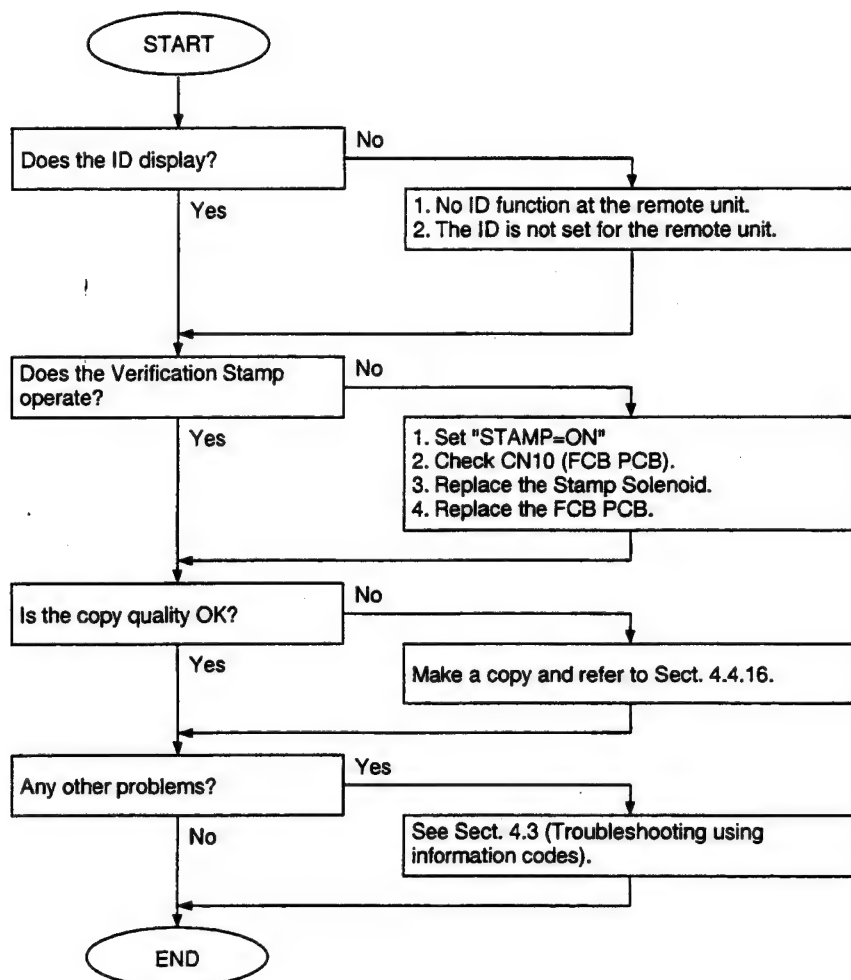 START
Does the ID display?
No
Yes
1. No ID function at the remote unit.
2. The ID is not set for the remote unit.
Does the Verification Stamp
operate?
No
Yes
1. Set "STAMP=ON"
2. Check CN10 (FCB PCB).
3. Replace the Stamp Solenoid.
4. Replace the FCB PCB.
Is the copy quality OK?
No
Yes
Make a copy and refer to Sect. 4.4.16.
Any other problems?
Yes
No
See Sect. 4.3 (Troubleshooting using
information codes).
END